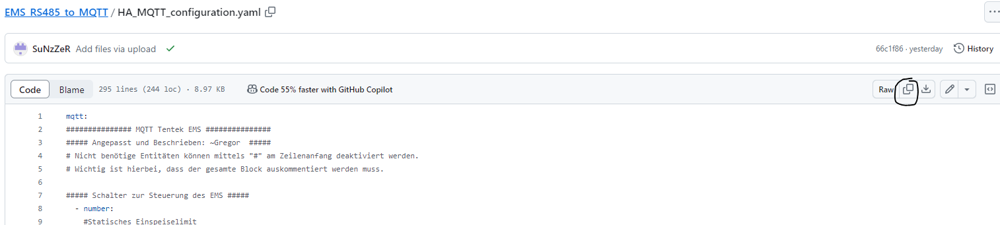 EMS_RS485_to_MQTT / HA_MQTT_configuration.yaml
SuNzZeR Add files via upload 66c1f86 · yesterday History
Code Blame 295 lines (244 loc) · 8.97 KB Code 55% faster with GitHub Copilot Raw
1 mqtt:
2 ############### MQTT Tentek EMS ###############
3 ##### Angepasst und Beschrieben: ~Gregor #####
4 # Nicht benötige Entitäten können mittels "#" am Zeilenanfang deaktiviert werden.
5 # Wichtig ist hierbei, dass der gesamte Block auskommentiert werden muss.
6
7 ##### Schalter zur Steuerung des EMS #####
8 - number:
9 #Statisches Einspeiselimit